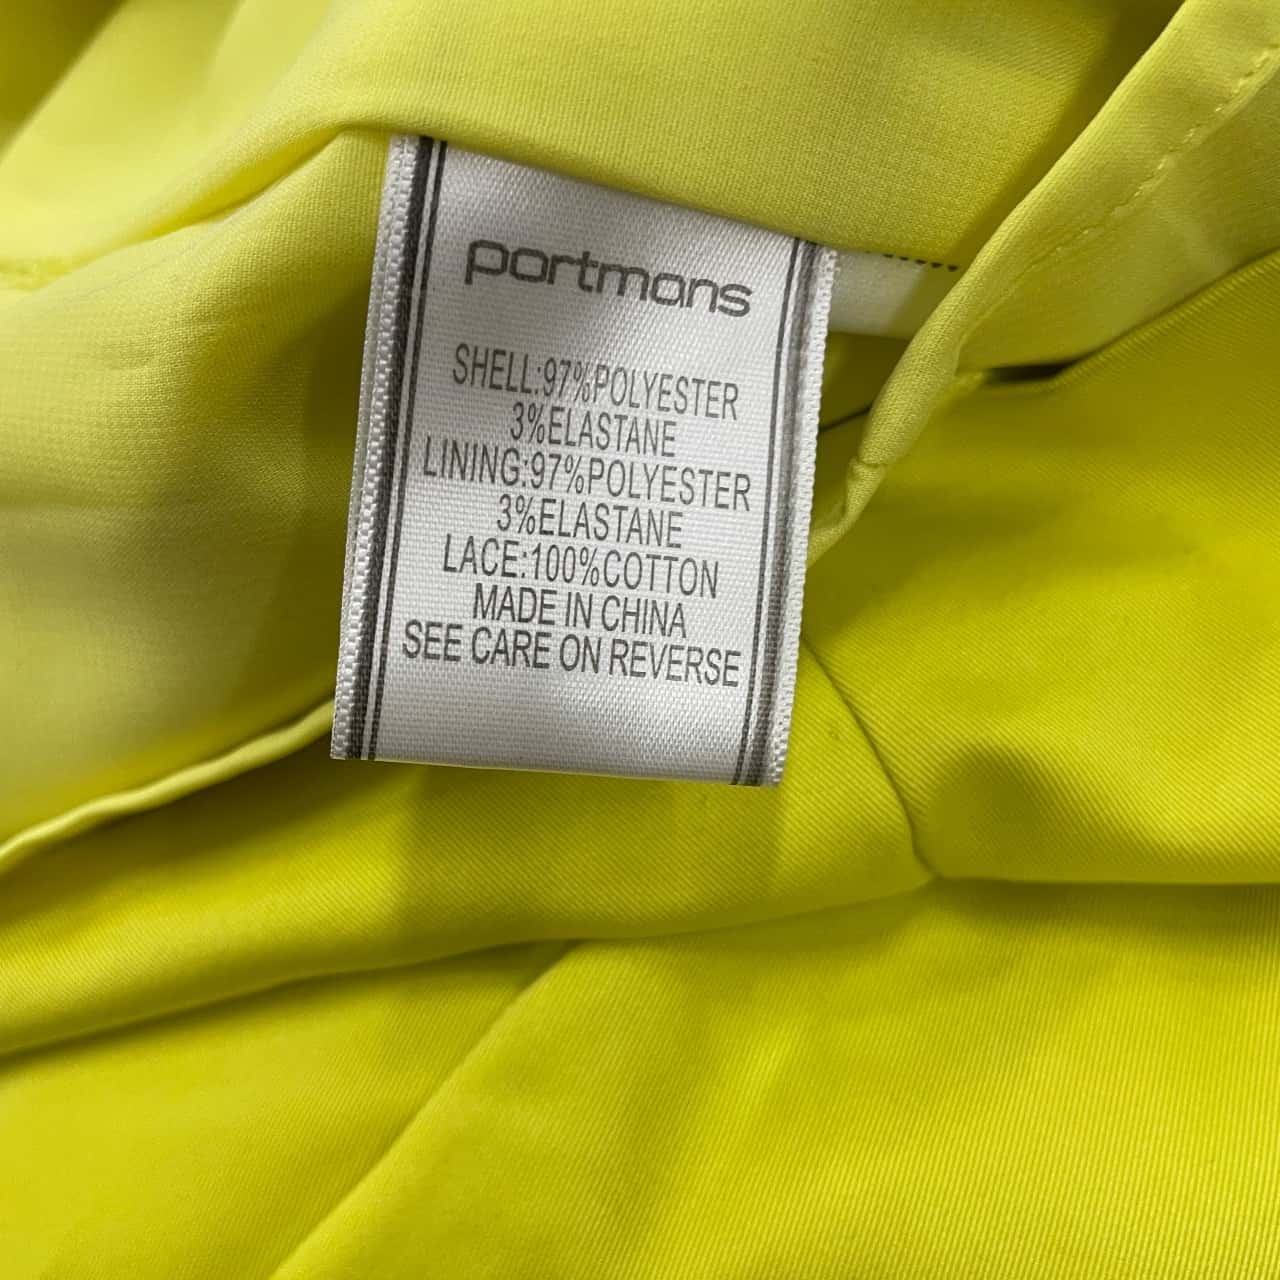 portmans
SHELL:97%POLYESTER
3%ELASTANE
LINING:97%POLYESTER
3%ELASTANE
LACE:100%COTTON
MADE IN CHINA
SEE CARE ON REVERSE